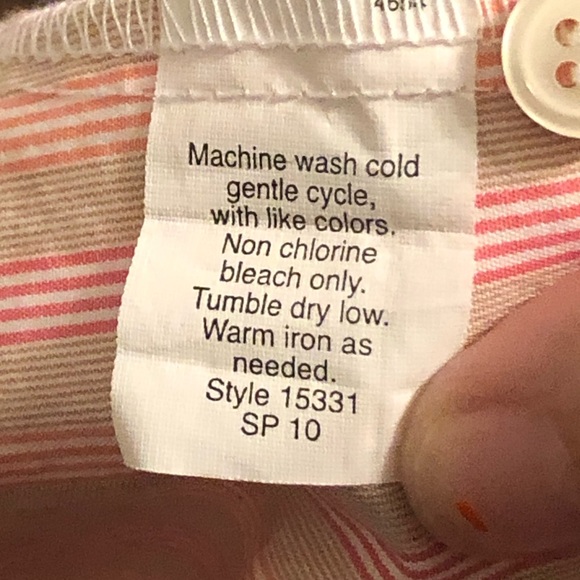 Machine wash cold
gentle cycle,
with like colors.
Non chlorine
bleach only.
Tumble dry low.
Warm iron as
needed.
Style 15331
SP 10